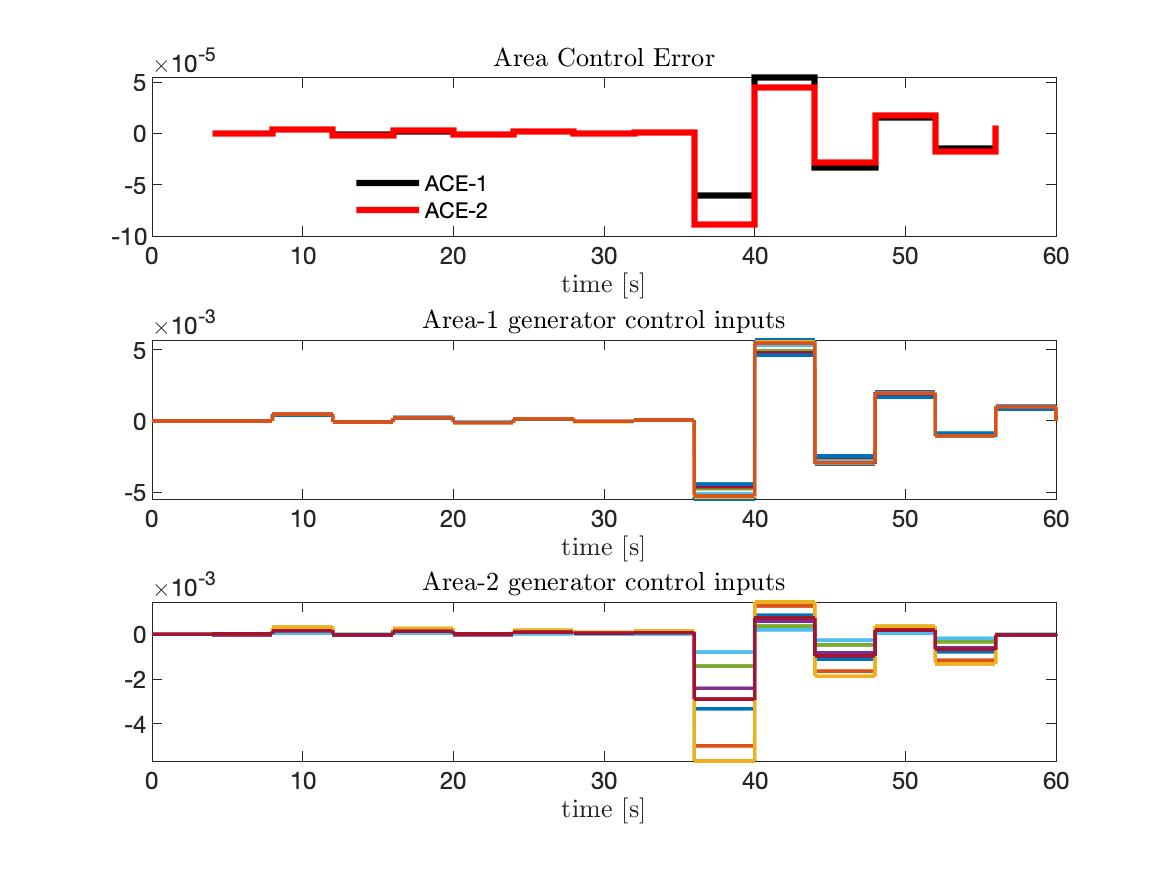 ×10-5
Area Control Error
5
0
-5
-10
ACE-1
ACE-2
0 10 20 30 40 50 60
time [s]
×10-3
Area-1 generator control inputs
5
0
-5
0 10 20 30 40 50 60
time [s]
×10-3
Area-2 generator control inputs
0
-2
-4
0 10 20 30 40 50 60
time [s]